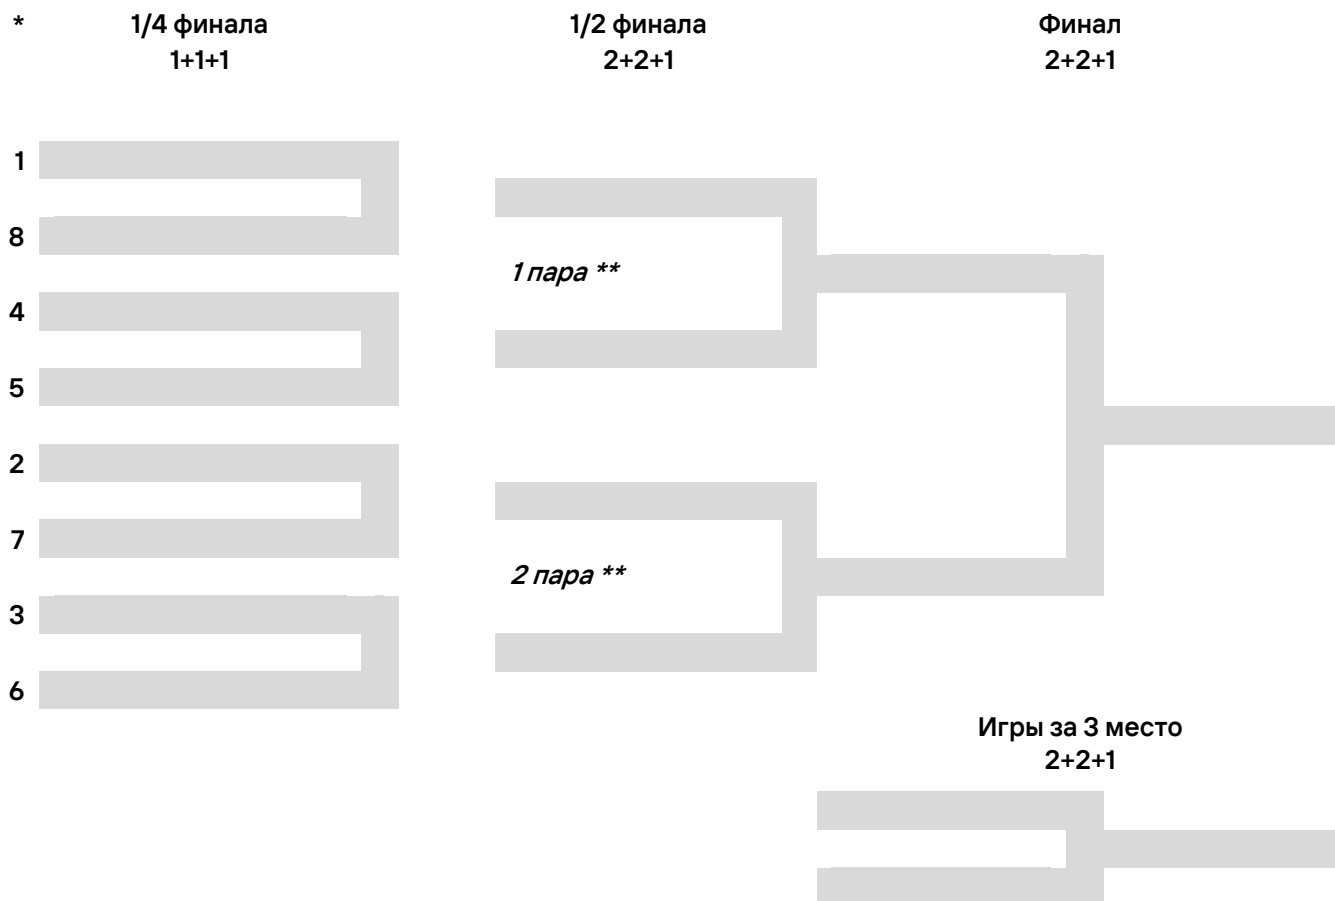 * 1/4 финала 1/2 финала Финал
1+1+1 2+2+1 2+2+1
1
8
1 пара **
4
5
2
7
2 пара **
3
6
Игры за 3 место
2+2+1